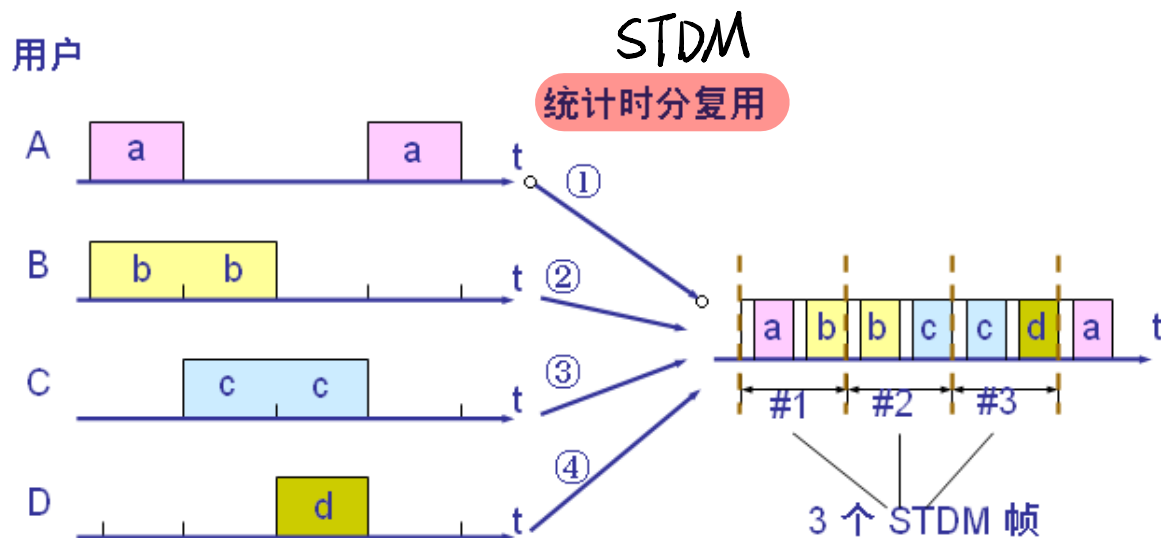 STDM
用户
统计时分复用
A a a t ①
B b b t ②
a b b c c d a t
C c c t ③
#1 #2 #3
④
D d t
3 个 STDM 帧